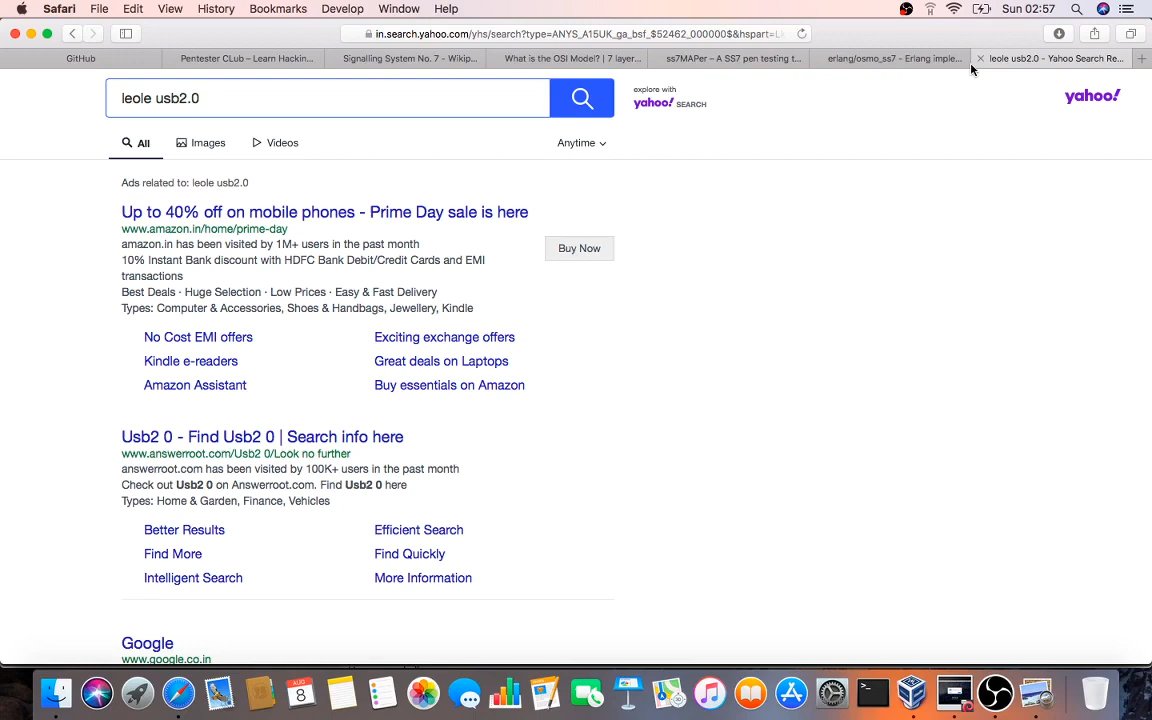 Safari File Edit View History Bookmarks Develop Window Help Sun 02:57
in.search.yahoo.com/yhs/search?type=ANYS_A15UK_ga_bsf_$52462_000000$&hspart=L
GitHub Pentester CLub – Learn Hackin... Signalling System No. 7 - Wikip... What is the OSI Model? | 7 layer... ss7MAPer – A SS7 pen testing t... erlang/osmo_ss7 - Erlang imple... leole usb2.0 - Yahoo Search Re...
leole usb2.0
explore with
yahoo! SEARCH
yahoo!
All Images Videos Anytime
Ads related to: leole usb2.0
Up to 40% off on mobile phones - Prime Day sale is here
www.amazon.in/home/prime-day
amazon.in has been visited by 1M+ users in the past month
Buy Now
10% Instant Bank discount with HDFC Bank Debit/Credit Cards and EMI
transactions
Best Deals · Huge Selection · Low Prices · Easy & Fast Delivery
Types: Computer & Accessories, Shoes & Handbags, Jewellery, Kindle
No Cost EMI offers Exciting exchange offers
Kindle e-readers Great deals on Laptops
Amazon Assistant Buy essentials on Amazon
Usb2 0 - Find Usb2 0 | Search info here
www.answerroot.com/Usb2 0/Look no further
answerroot.com has been visited by 100K+ users in the past month
Check out Usb2 0 on Answerroot.com. Find Usb2 0 here
Types: Home & Garden, Finance, Vehicles
Better Results Efficient Search
Find More Find Quickly
Intelligent Search More Information
Google
www.google.co.in
AUG
8